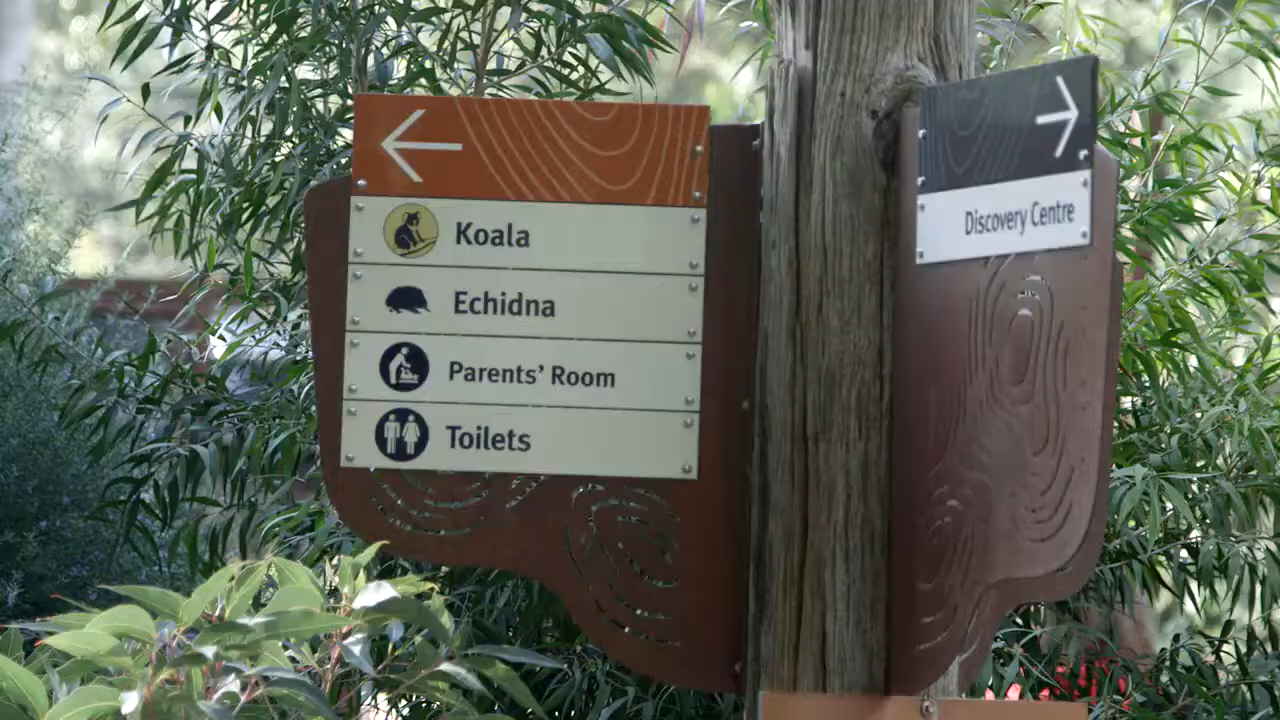 Koala
Echidna
Parents' Room
Toilets
Discovery Centre